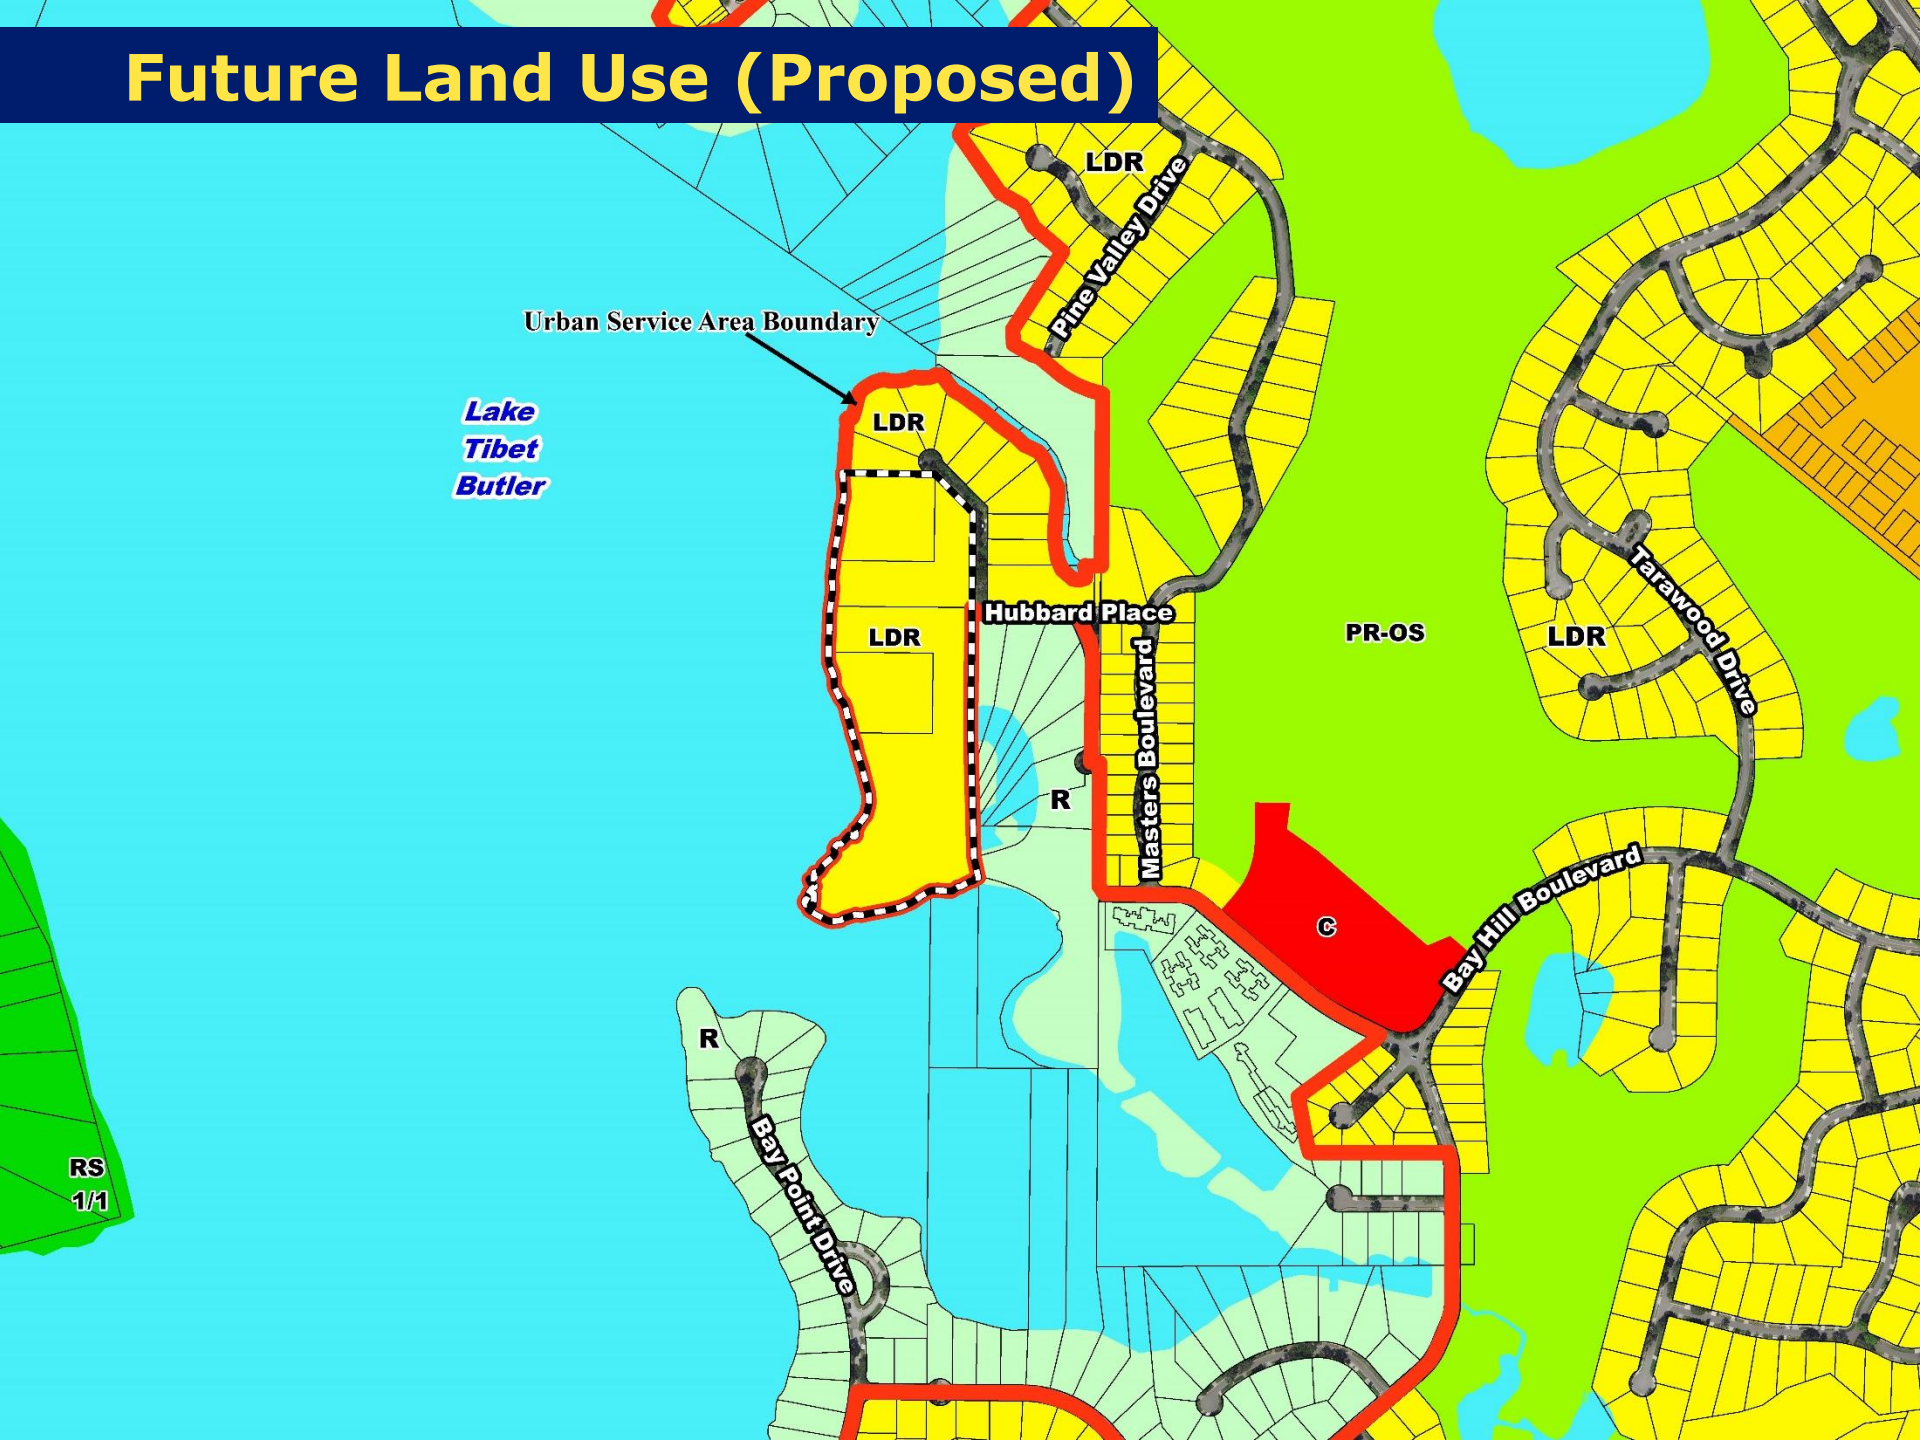 Future Land Use (Proposed)
LDR
Pine Valley Drive
Urban Service Area Boundary
Lake
Tibet
Butler
LDR
Tarawood Drive
Hubbard Place
LDR
PR-OS
LDR
Masters Boulevard
R
Bay Hill Boulevard
C
R
Bay Point Drive
RS
1/1